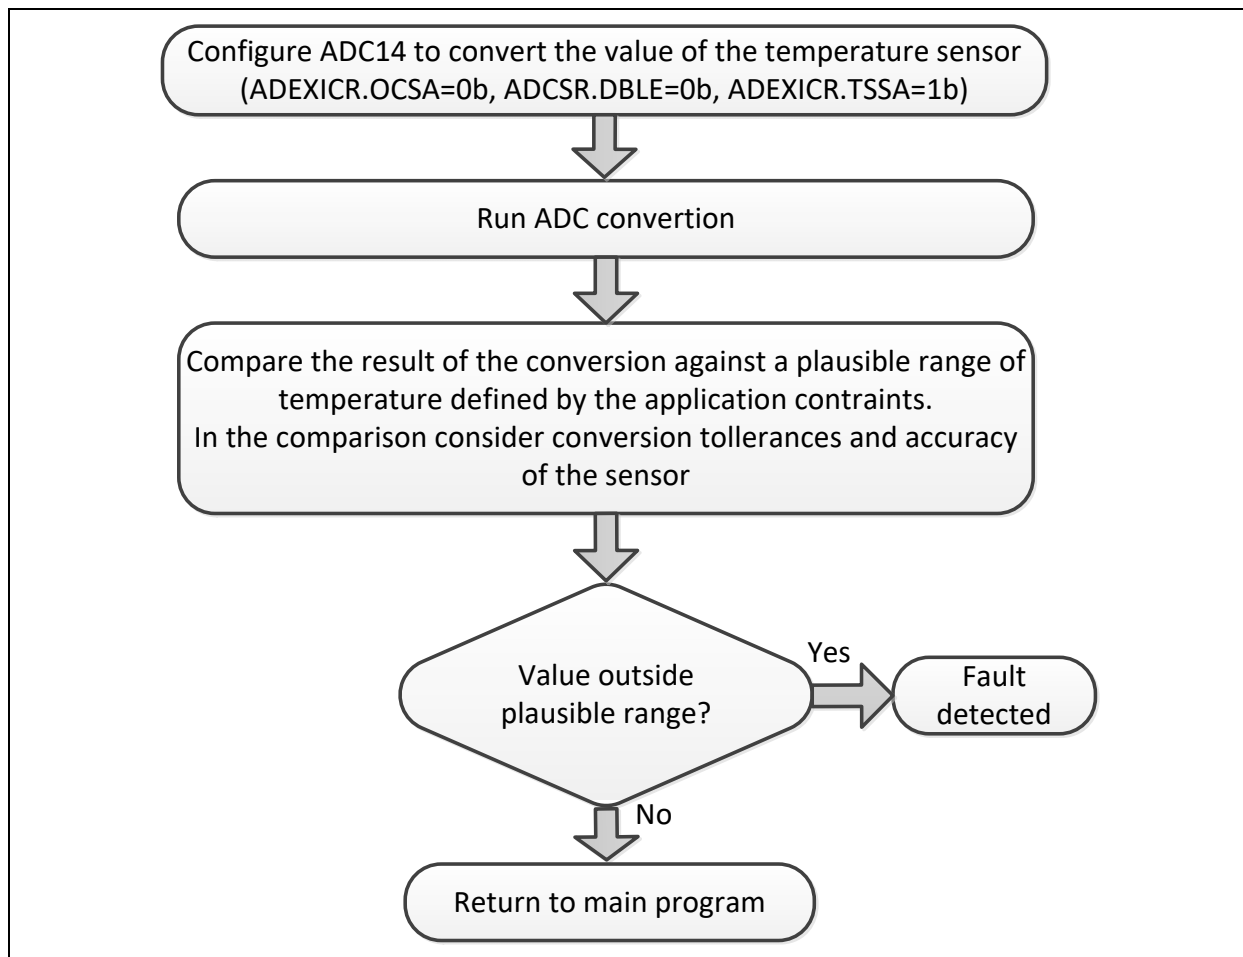 Configure ADC14 to convert the value of the temperature sensor
(ADEXICR.OCSA=0b, ADCSR.DBLE=0b, ADEXICR.TSSA=1b)
Run ADC convertion
Compare the result of the conversion against a plausible range of
temperature defined by the application contraints.
In the comparison consider conversion tollerances and accuracy
of the sensor
Value outside
plausible range?
Yes
Fault
detected
No
Return to main program